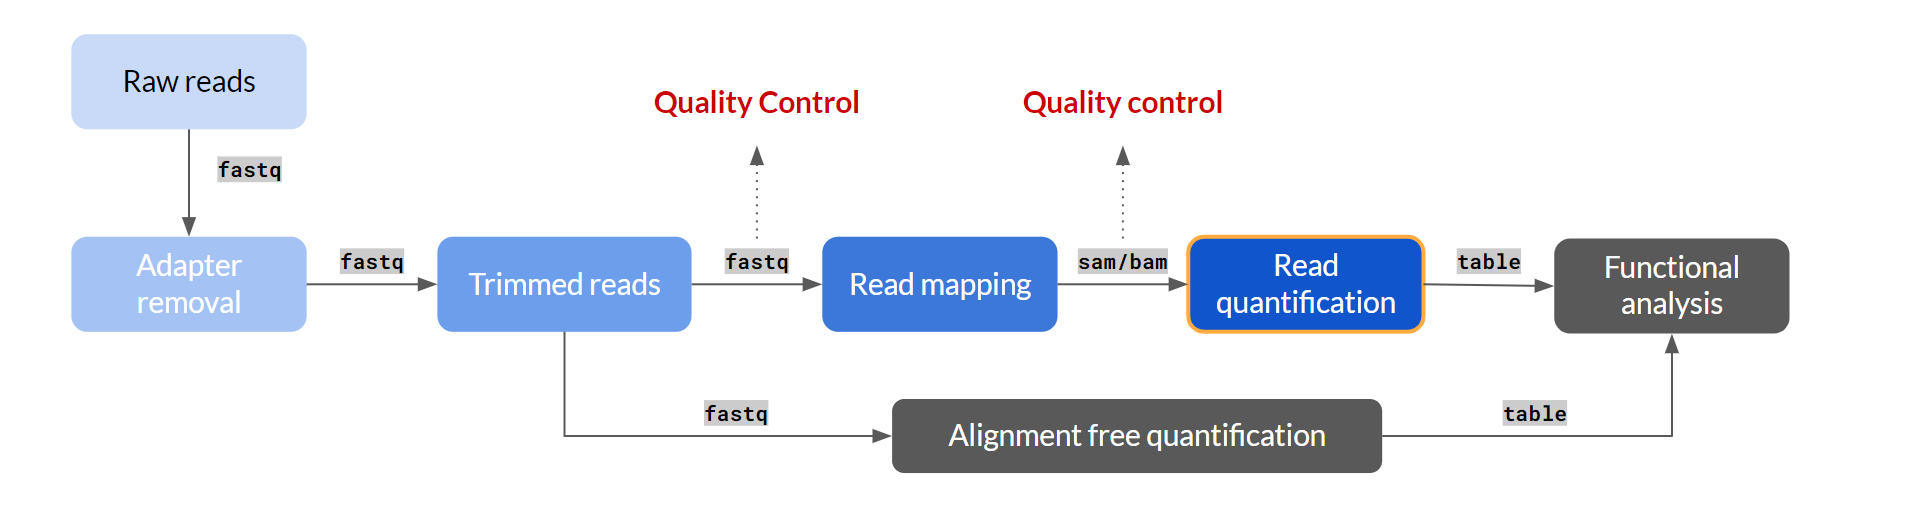 Raw reads
fastq
Quality Control
Quality control
Adapter
removal
fastq
Trimmed reads
fastq
Read mapping
sam/bam
Read
quantification
table
Functional
analysis
fastq
Alignment free quantification
table